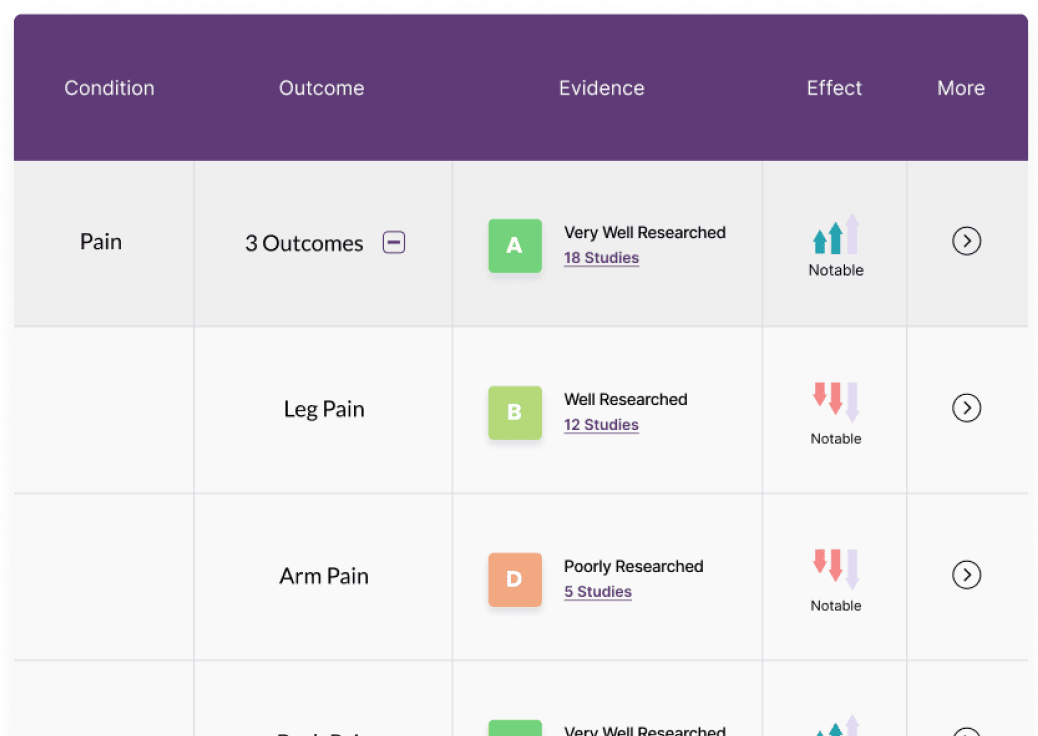 Condition Outcome Evidence Effect More
Pain 3 Outcomes A Very Well Researched
18 Studies
Notable
Leg Pain B Well Researched
12 Studies
Notable
Arm Pain D Poorly Researched
5 Studies
Notable
Very Well Researched